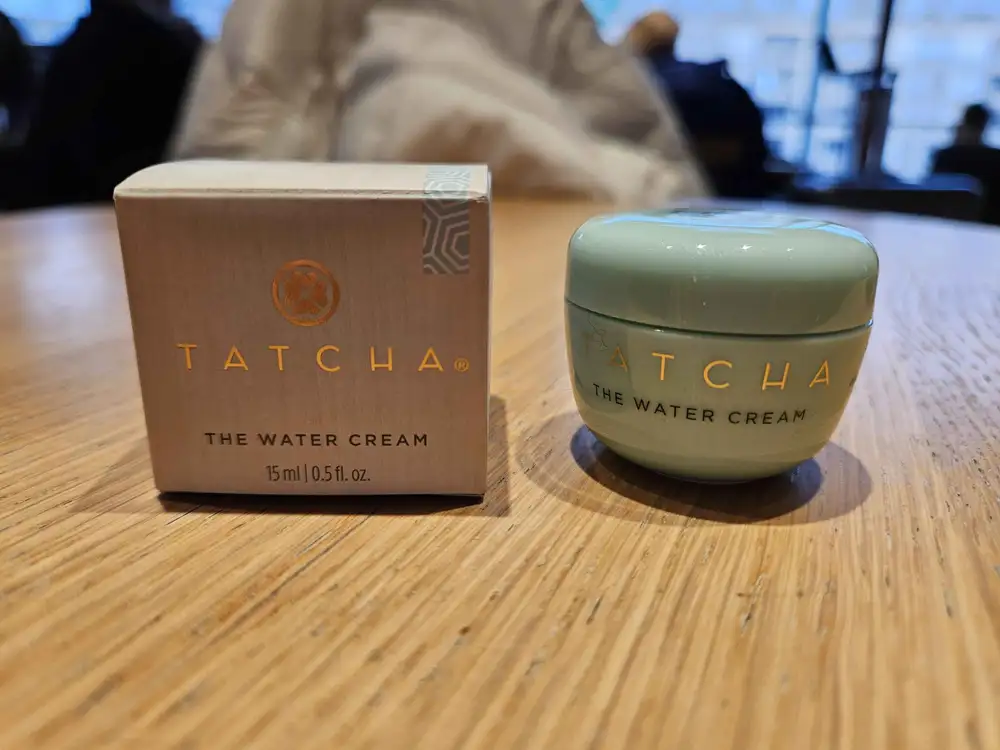 TATCHA®
THE WATER CREAM
15 ml | 0.5 fl. oz.
TATCHA
THE WATER CREAM